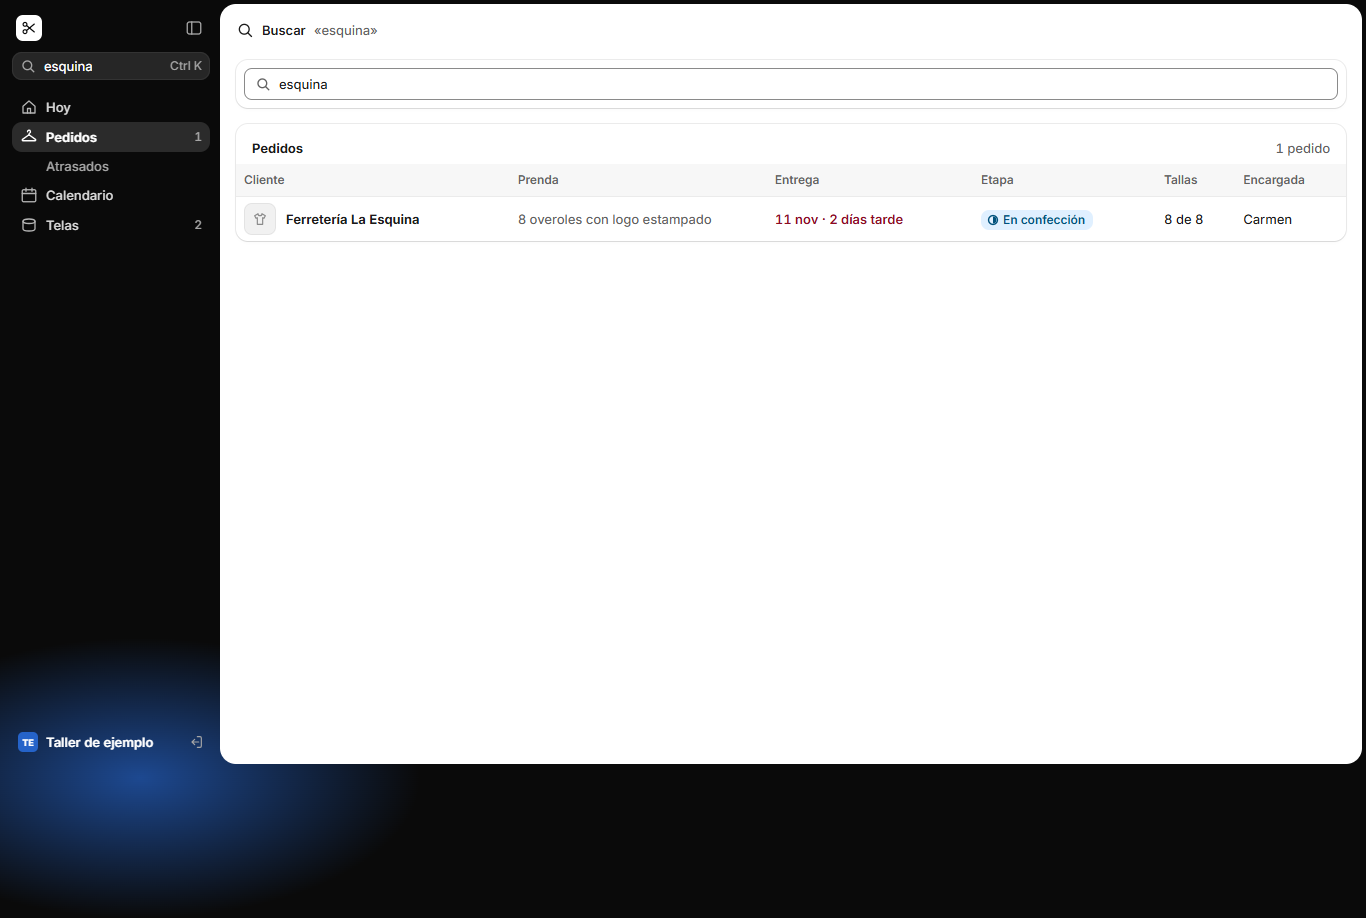 esquina Ctrl K
Hoy
Pedidos 1
Atrasados
Calendario
Telas 2
TE Taller de ejemplo
Buscar «esquina»
esquina
Pedidos 1 pedido
Cliente Prenda Entrega Etapa Tallas Encargada
Ferretería La Esquina 8 overoles con logo estampado 11 nov · 2 días tarde En confección 8 de 8 Carmen